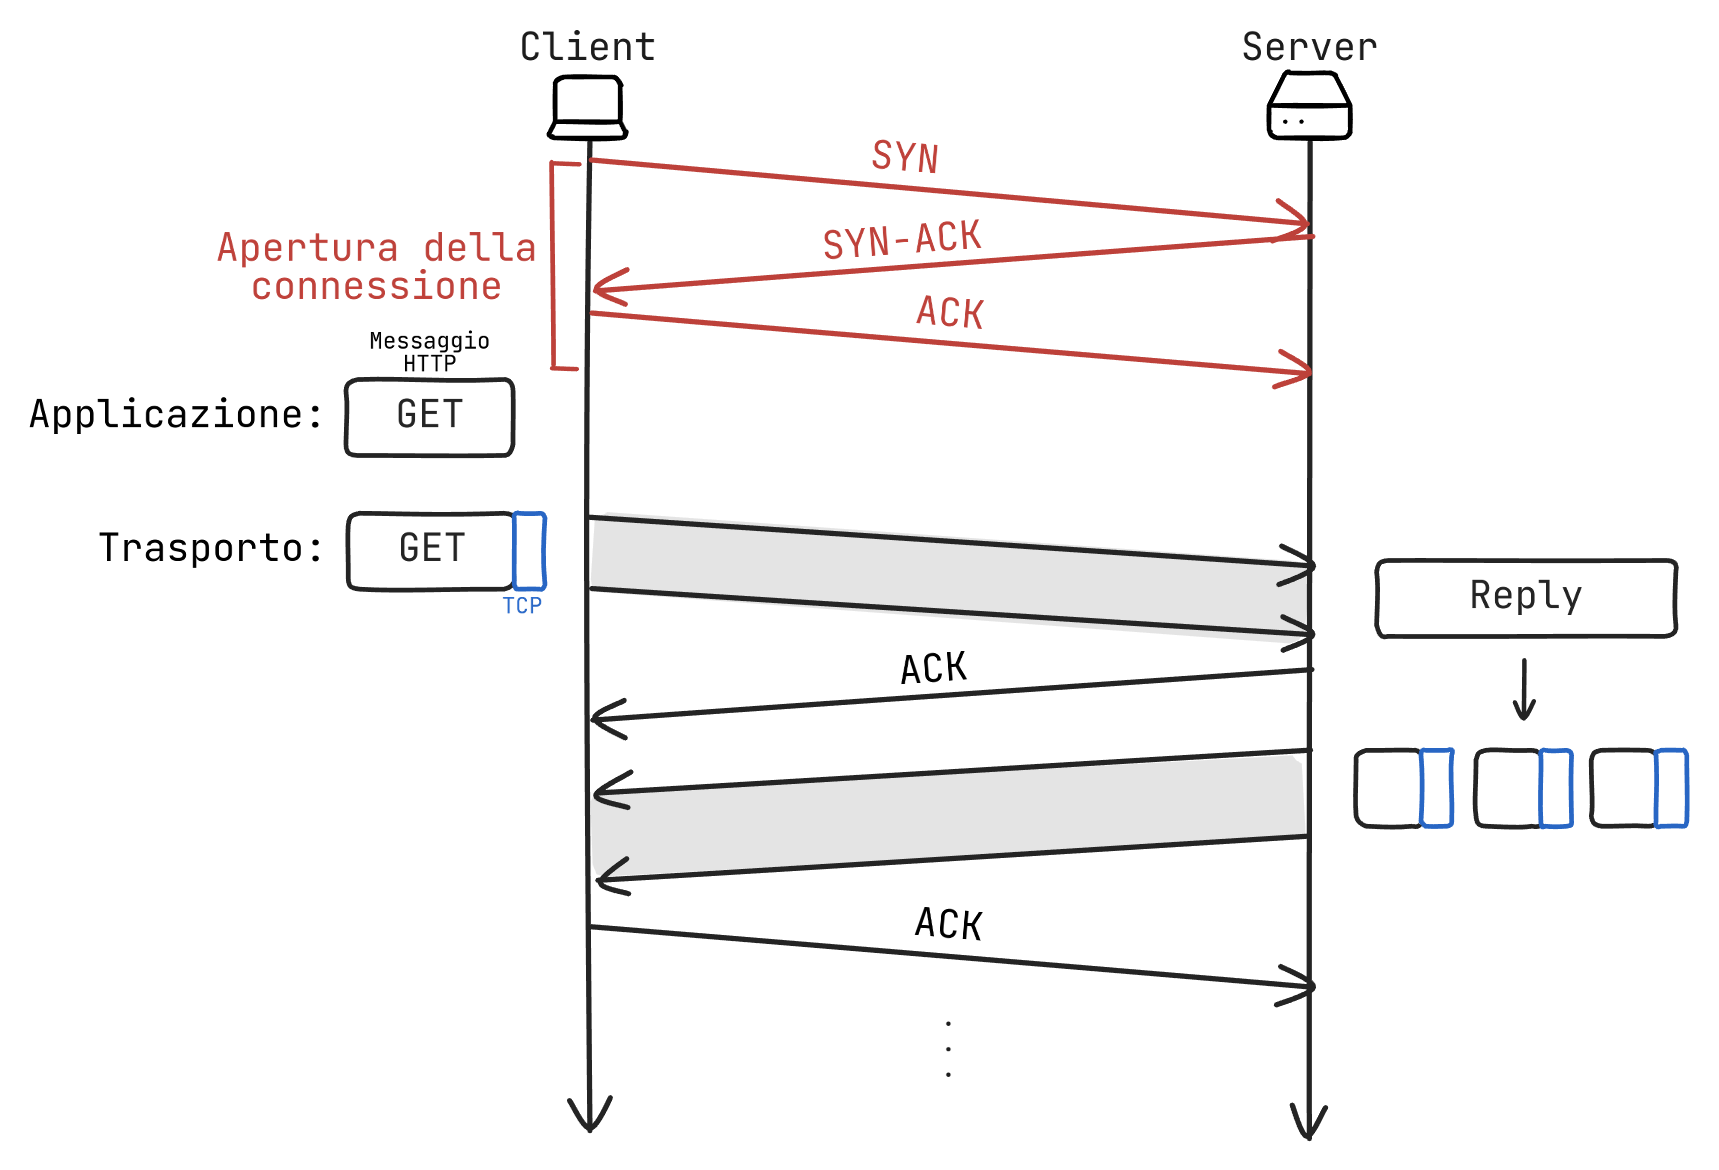 Client
Server
SYN
SYN-ACK
Apertura della
connessione
ACK
Messaggio
HTTP
Applicazione:
GET
Trasporto:
GET
TCP
Reply
ACK
ACK